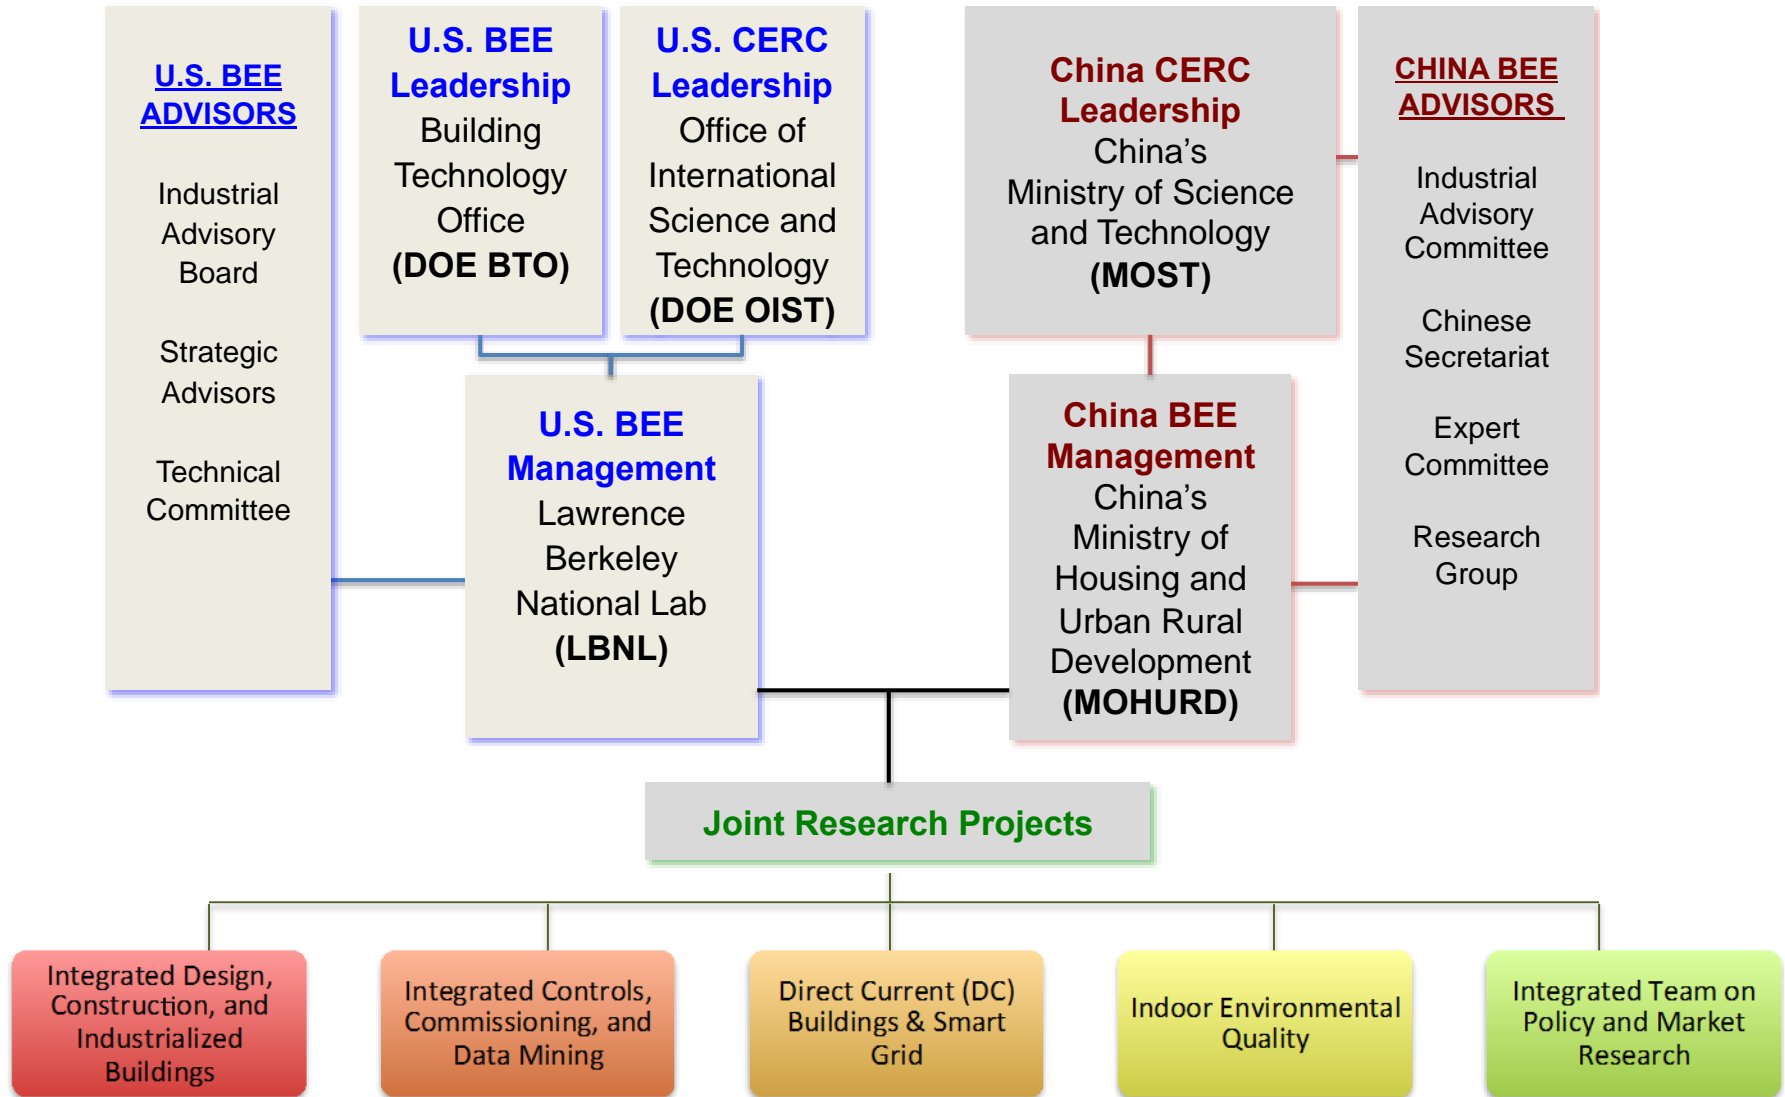 U.S. BEE
ADVISORS
Industrial
Advisory
Board
Strategic
Advisors
Technical
Committee
U.S. BEE
Leadership
Building
Technology
Office
(DOE BTO)
U.S. CERC
Leadership
Office of
International
Science and
Technology
(DOE OIST)
China CERC
Leadership
China’s
Ministry of Science
and Technology
(MOST)
CHINA BEE
ADVISORS
Industrial
Advisory
Committee
Chinese
Secretariat
Expert
Committee
Research
Group
U.S. BEE
Management
Lawrence
Berkeley
National Lab
(LBNL)
China BEE
Management
China’s
Ministry of
Housing and
Urban Rural
Development
(MOHURD)
Joint Research Projects
Integrated Design,
Construction, and
Industrialized
Buildings
Integrated Controls,
Commissioning, and
Data Mining
Direct Current (DC)
Buildings & Smart
Grid
Indoor Environmental
Quality
Integrated Team on
Policy and Market
Research